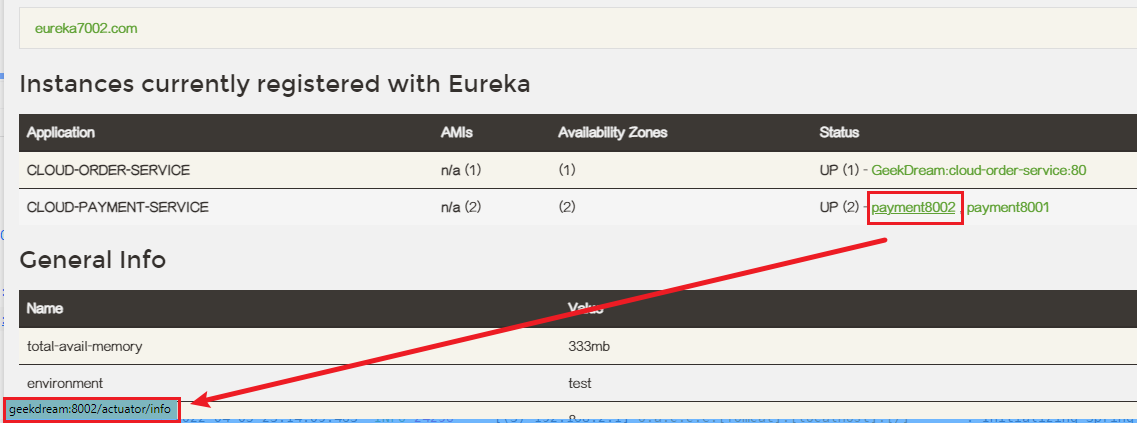 eureka7002.com
Instances currently registered with Eureka
Application AMIs Availability Zones Status
CLOUD-ORDER-SERVICE n/a (1) (1) UP (1) - GeekDream:cloud-order-service:80
CLOUD-PAYMENT-SERVICE n/a (2) (2) UP (2) - payment8002 , payment8001
General Info
Name Value
total-avail-memory 333mb
environment test
geekdream:8002/actuator/info